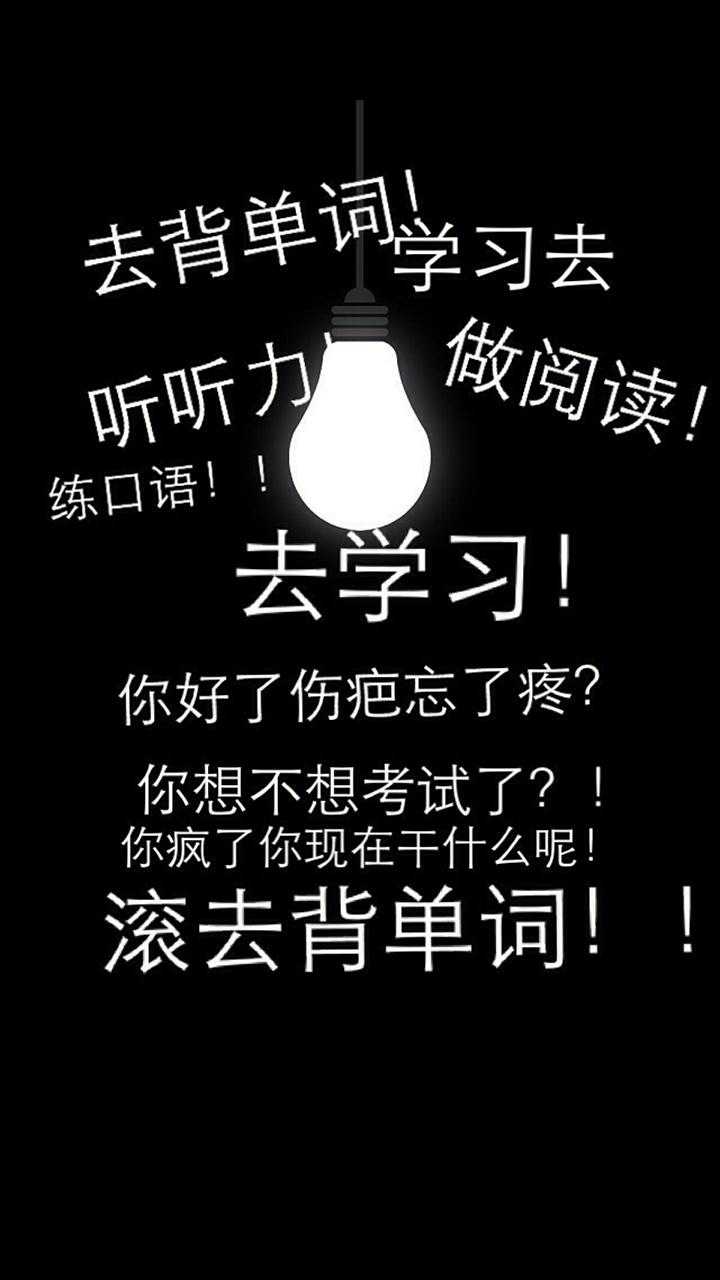 去背单词！
学习去
听听力！
做阅读！
练口语！！
去学习！
你好了伤疤忘了疼？
你想不想考试了？！
你疯了你现在干什么呢！
滚去背单词！！